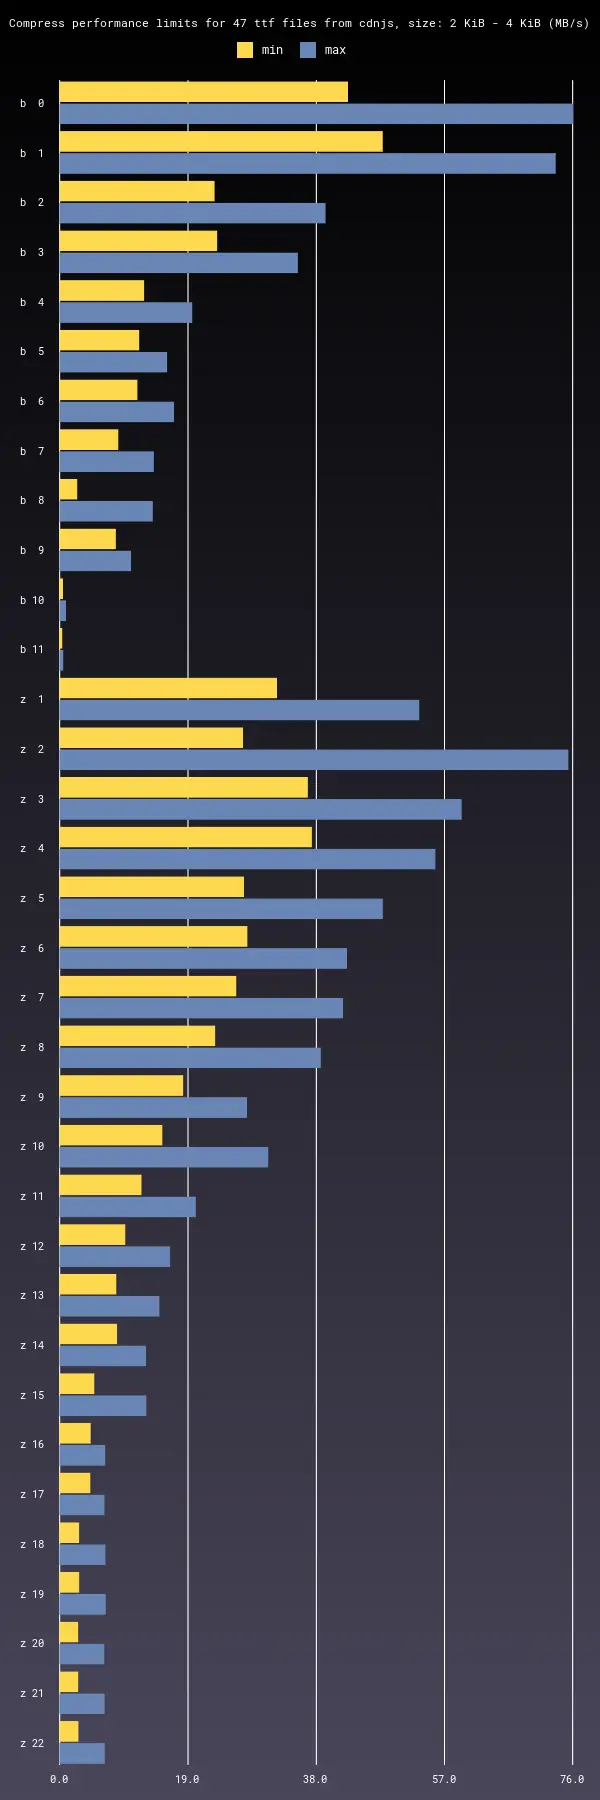 Compress performance limits for 47 ttf files from cdnjs, size: 2 KiB - 4 KiB (MB/s)
min max
b 0
b 1
b 2
b 3
b 4
b 5
b 6
b 7
b 8
b 9
b 10
b 11
z 1
z 2
z 3
z 4
z 5
z 6
z 7
z 8
z 9
z 10
z 11
z 12
z 13
z 14
z 15
z 16
z 17
z 18
z 19
z 20
z 21
z 22
0.0 19.0 38.0 57.0 76.0